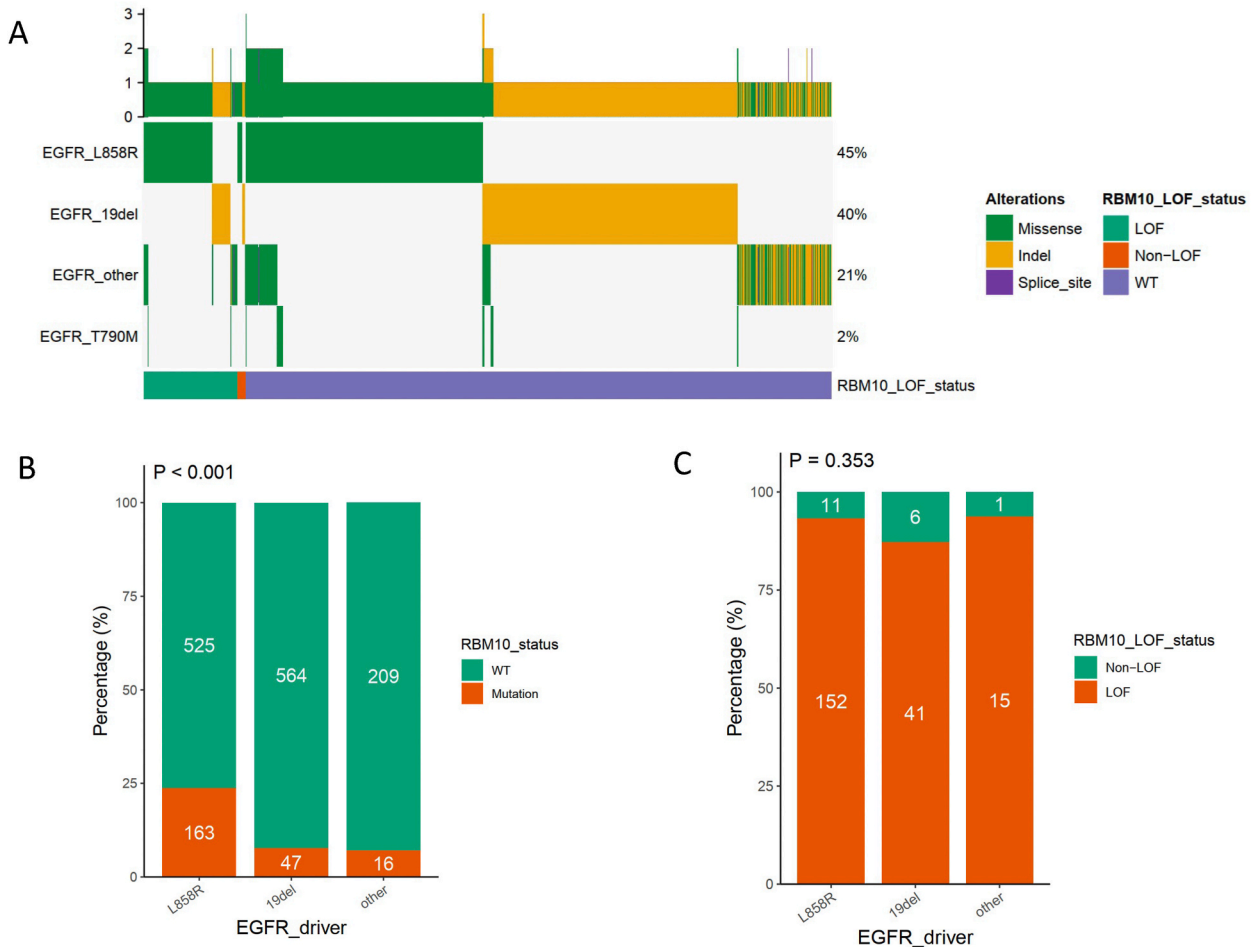 A
3
2
1
0
EGFR_L858R
45%
EGFR_19del
40%
EGFR_other
21%
EGFR_T790M
2%
RBM10_LOF_status
Alterations
Missense
Indel
Splice_site
RBM10_LOF_status
LOF
Non−LOF
WT
B
P < 0.001
Percentage (%)
100
75
50
25
0
525
564
209
163
47
16
L858R
19del
other
EGFR_driver
RBM10_status
WT
Mutation
C
P = 0.353
Percentage (%)
100
75
50
25
0
11
6
1
152
41
15
L858R
19del
other
EGFR_driver
RBM10_LOF_status
Non−LOF
LOF